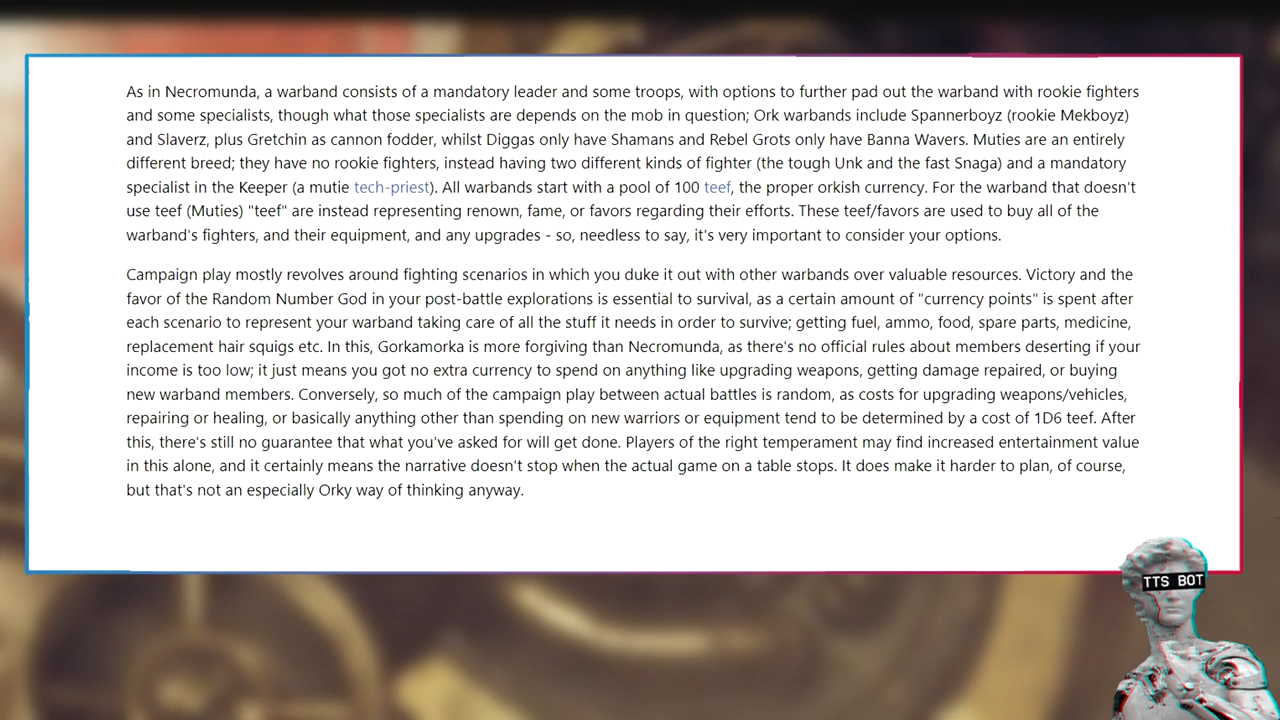 As in Necromunda, a warband consists of a mandatory leader and some troops, with options to further pad out the warband with rookie fighters
and some specialists, though what those specialists are depends on the mob in question; Ork warbands include Spannerboyz (rookie Mekboyz)
and Slaverz, plus Gretchin as cannon fodder, whilst Diggas only have Shamans and Rebel Grots only have Banna Wavers. Muties are an entirely
different breed; they have no rookie fighters, instead having two different kinds of fighter (the tough Unk and the fast Snaga) and a mandatory
specialist in the Keeper (a mutie tech-priest). All warbands start with a pool of 100 teef, the proper orkish currency. For the warband that doesn't
use teef (Muties) "teef" are instead representing renown, fame, or favors regarding their efforts. These teef/favors are used to buy all of the
warband's fighters, and their equipment, and any upgrades - so, needless to say, it's very important to consider your options.
Campaign play mostly revolves around fighting scenarios in which you duke it out with other warbands over valuable resources. Victory and the
favor of the Random Number God in your post-battle explorations is essential to survival, as a certain amount of "currency points" is spent after
each scenario to represent your warband taking care of all the stuff it needs in order to survive; getting fuel, ammo, food, spare parts, medicine,
replacement hair squigs etc. In this, Gorkamorka is more forgiving than Necromunda, as there's no official rules about members deserting if your
income is too low; it just means you got no extra currency to spend on anything like upgrading weapons, getting damage repaired, or buying
new warband members. Conversely, so much of the campaign play between actual battles is random, as costs for upgrading weapons/vehicles,
repairing or healing, or basically anything other than spending on new warriors or equipment tend to be determined by a cost of 1D6 teef. After
this, there's still no guarantee that what you've asked for will get done. Players of the right temperament may find increased entertainment value
in this alone, and it certainly means the narrative doesn't stop when the actual game on a table stops. It does make it harder to plan, of course,
but that's not an especially Orky way of thinking anyway.
TTS BOT